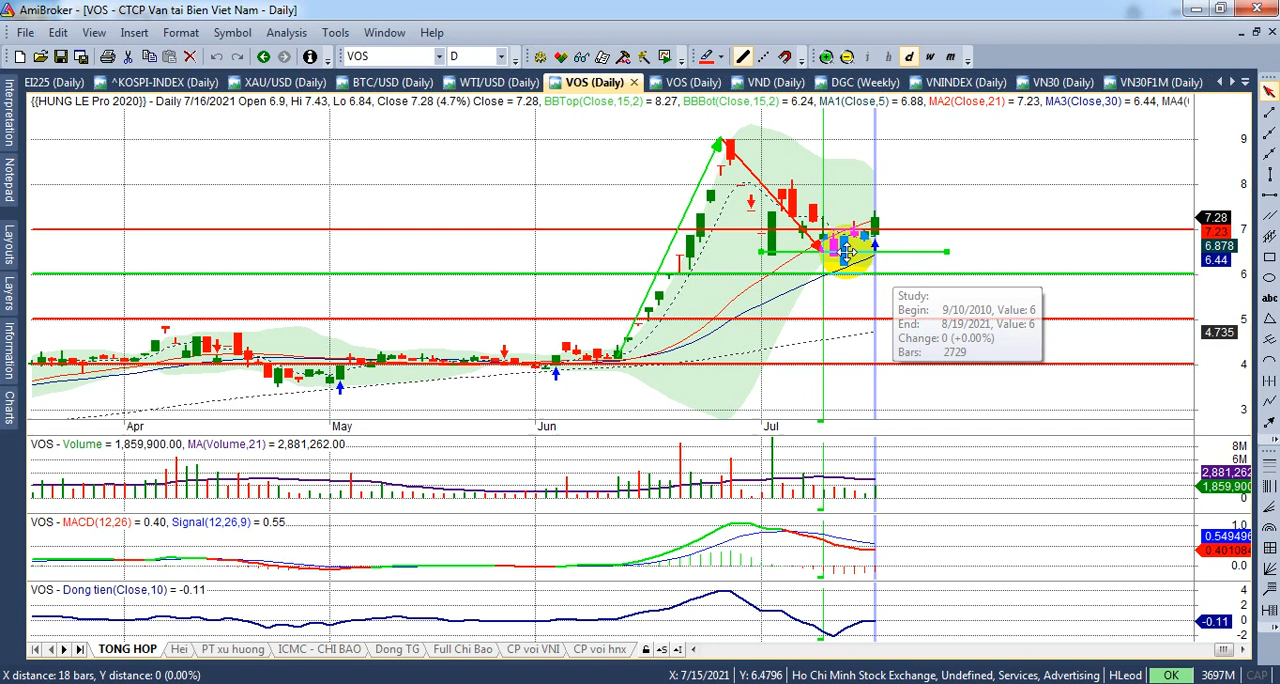 AmiBroker - [VOS - CTCP Van tai Bien Viet Nam - Daily]
File Edit View Insert Format Symbol Analysis Tools Window Help
VOS D i h d w m
EI225 (Daily) ^KOSPI-INDEX (Daily) XAU/USD (Daily) BTC/USD (Daily) WTI/USD (Daily) VOS (Daily) VOS (Daily) VND (Daily) DGC (Weekly) VNINDEX (Daily) VN30 (Daily) VN30F1M (Daily)
{{HUNG LE Pro 2020}} - Daily 7/16/2021 Open 6.9, Hi 7.43, Lo 6.84, Close 7.28 (4.7%) Close = 7.28, BBTop(Close,15,2) = 8.27, BBBot(Close,15,2) = 6.24, MA1(Close,5) = 6.88, MA2(Close,21) = 7.23, MA3(Close,30) = 6.44, MA4(
Interpretation
Notepad
Layouts
Layers
Information
Charts
abc
9
8
7.28
7
7.23
6.878
6.44
6
5
4.735
4
3
Study:
Begin: 9/10/2010, Value: 6
End: 8/19/2021, Value: 6
Change: 0 (+0.00%)
Bars: 2729
Apr May Jun Jul
VOS - Volume = 1,859,900.00, MA(Volume,21) = 2,881,262.00
8M
6M
2,881,262
1,859,900
0
VOS - MACD(12,26) = 0.40, Signal(12,26,9) = 0.55
1.0
0.549496
0.401084
0.0
VOS - Dong tien(Close,10) = -0.11
4
2
-0.11
-2
TONG HOP Hei PT xu huong ICMC - CHI BAO Dong TG Full Chi Bao CP voi VNI CP voi hnx
X distance: 18 bars, Y distance: 0 (0.00%) X: 7/15/2021 Y: 6.4796 Ho Chi Minh Stock Exchange, Undefined, Services, Advertising HLeod OK 3697M CAP